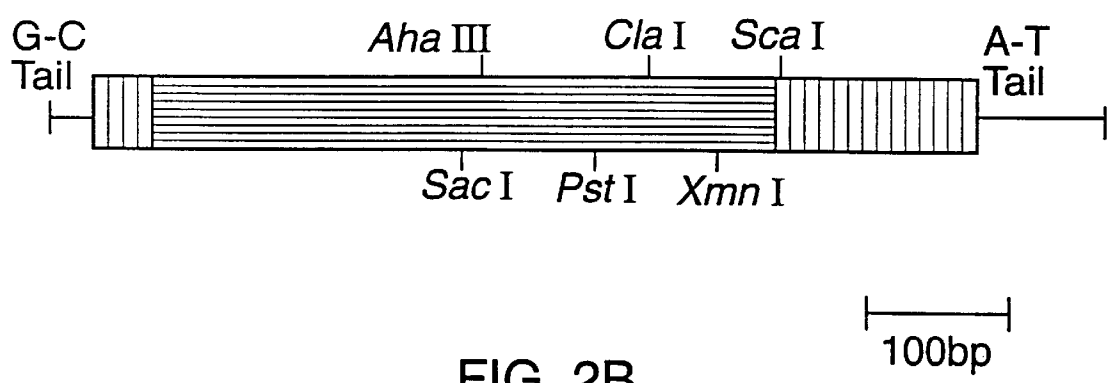 G-C
Tail
Aha III
Cla I
Sca I
A-T
Tail
Sac I
Pst I
Xmn I
100bp
FIG. 2B